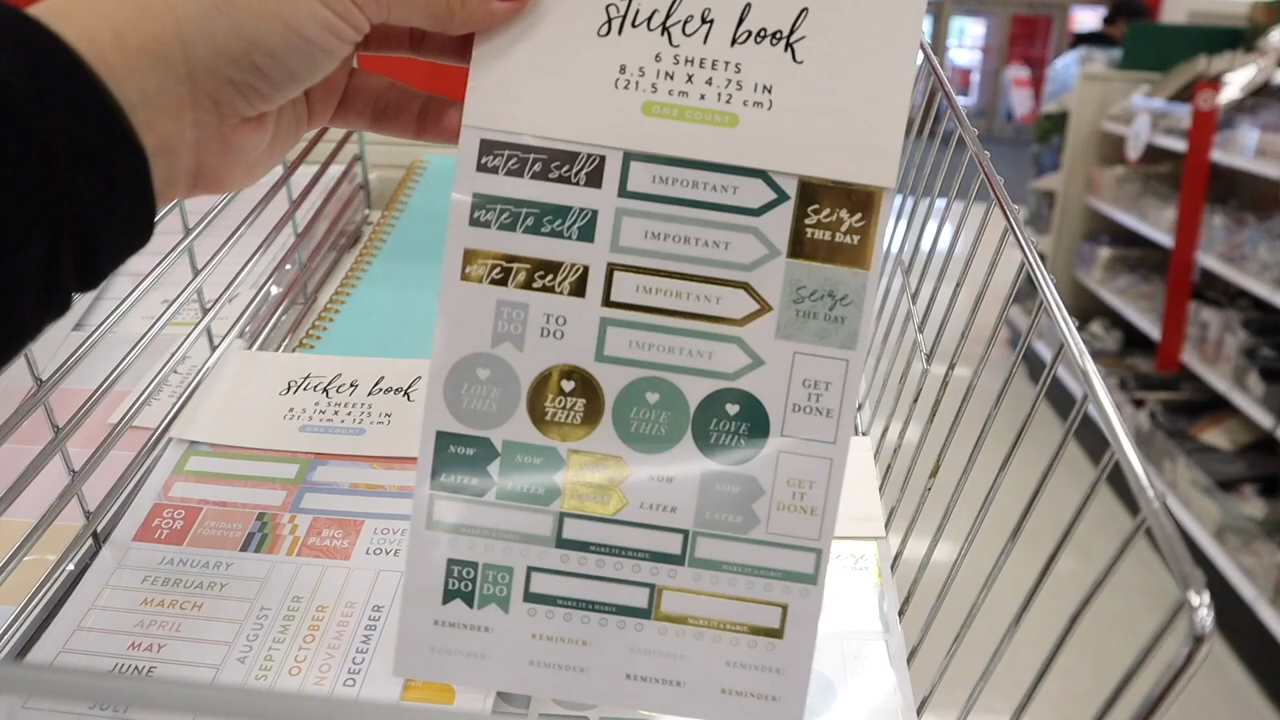 sticker book
6 SHEETS
8.5 IN X 4.75 IN
(21.5 cm x 12 cm)
ONE COUNT
note to self
IMPORTANT
seize
THE DAY
note to self
IMPORTANT
note to self
IMPORTANT
seize
THE DAY
TO
DO
TO
DO
IMPORTANT
GET
IT
DONE
LOVE
THIS
LOVE
THIS
LOVE
THIS
LOVE
THIS
NOW
LATER
NOW
LATER
NOW
LATER
NOW
LATER
NOW
LATER
GET
IT
DONE
MAKE IT A HABIT.
MAKE IT A HABIT.
MAKE IT A HABIT.
TO
DO
TO
DO
MAKE IT A HABIT.
MAKE IT A HABIT.
REMINDER!
REMINDER!
REMINDER!
REMINDER!
REMINDER!
REMINDER!
REMINDER!
REMINDER!
sticker book
6 SHEETS
8.5 IN X 4.75 IN
(21.5 cm x 12 cm)
ONE COUNT
GO
FOR
IT
FRIDAYS
FOREVER
BIG
PLANS
LOVE
LOVE
LOVE
JANUARY
FEBRUARY
MARCH
APRIL
MAY
JUNE
JULY
AUGUST
SEPTEMBER
OCTOBER
NOVEMBER
DECEMBER